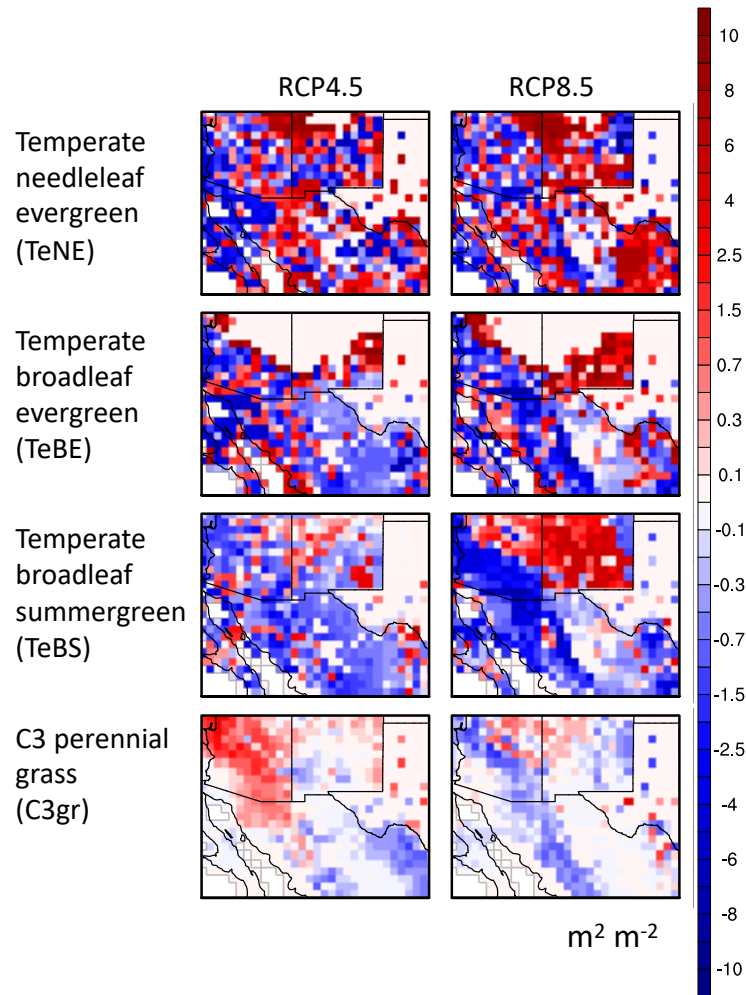 RCP4.5
RCP8.5
Temperate
needleleaf
evergreen
(TeNE)
Temperate
broadleaf
evergreen
(TeBE)
Temperate
broadleaf
summergreen
(TeBS)
C3 perennial
grass
(C3gr)
m² m⁻²
10
8
6
4
2.5
1.5
0.7
0.3
0.1
-0.1
-0.3
-0.7
-1.5
-2.5
-4
-6
-8
-10